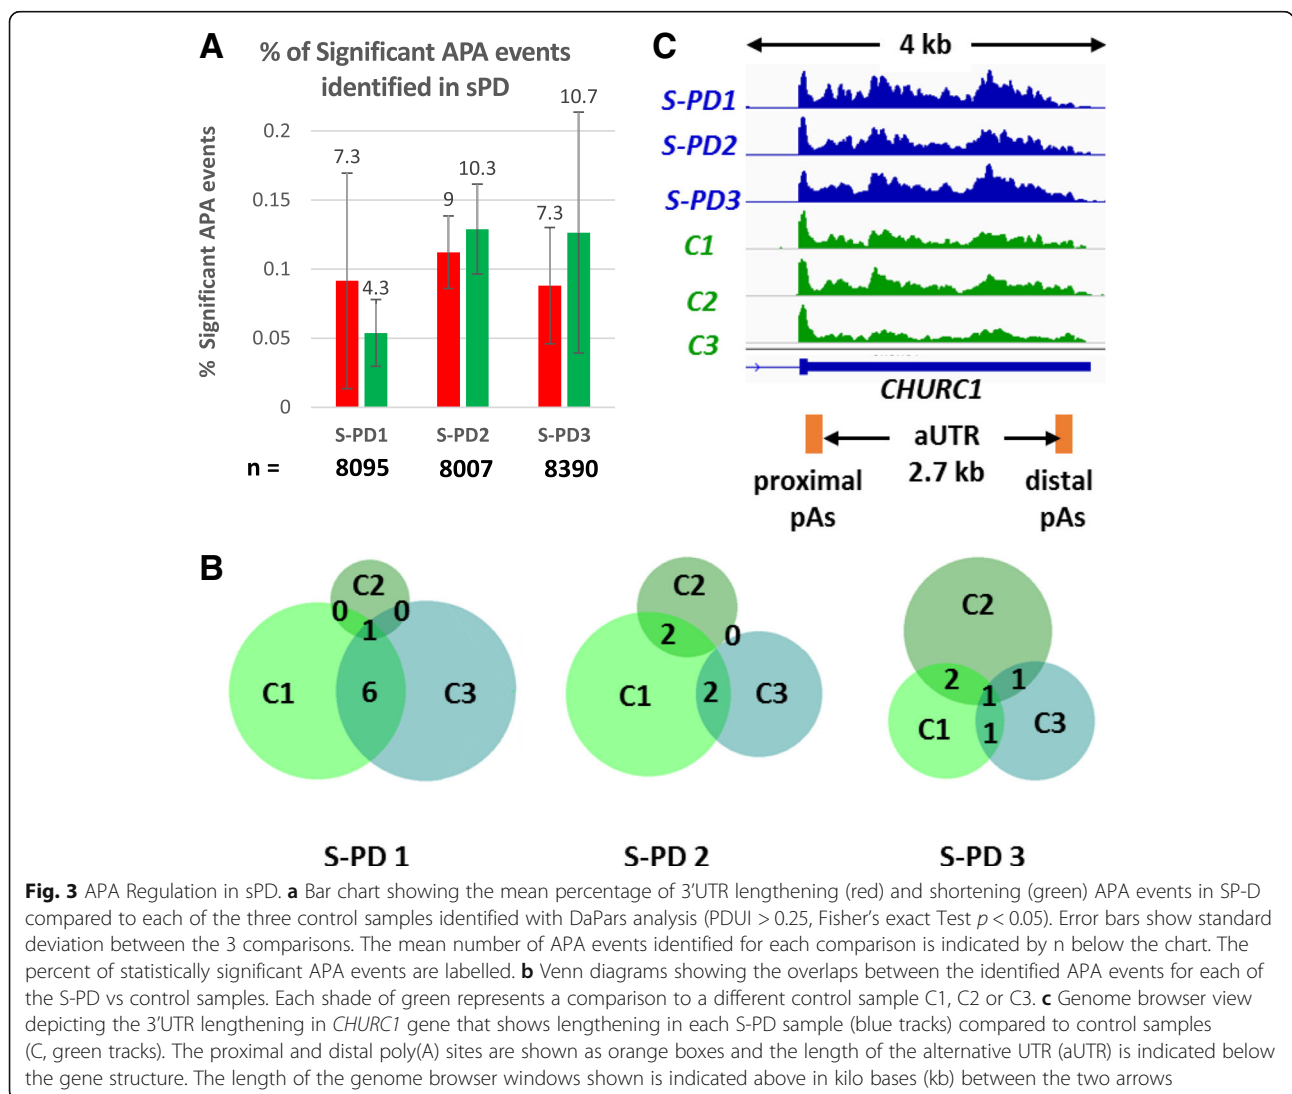 A
% of Significant APA events
identified in sPD
% Significant APA events
0.2
0.15
0.1
0.05
0
7.3
4.3
9
10.3
7.3
10.7
S-PD1
S-PD2
S-PD3
n =
8095
8007
8390
C
4 kb
S-PD1
S-PD2
S-PD3
C1
C2
C3
CHURC1
aUTR
2.7 kb
proximal
pAs
distal
pAs
B
C2
0
0
1
C1
6
C3
S-PD 1
C2
2
0
C1
2
C3
S-PD 2
C2
2
1
1
C1
1
C3
S-PD 3
Fig. 3 APA Regulation in sPD. a Bar chart showing the mean percentage of 3’UTR lengthening (red) and shortening (green) APA events in SP-D
compared to each of the three control samples identified with DaPars analysis (PDUI > 0.25, Fisher’s exact Test p < 0.05). Error bars show standard
deviation between the 3 comparisons. The mean number of APA events identified for each comparison is indicated by n below the chart. The
percent of statistically significant APA events are labelled. b Venn diagrams showing the overlaps between the identified APA events for each of
the S-PD vs control samples. Each shade of green represents a comparison to a different control sample C1, C2 or C3. c Genome browser view
depicting the 3’UTR lengthening in CHURC1 gene that shows lengthening in each S-PD sample (blue tracks) compared to control samples
(C, green tracks). The proximal and distal poly(A) sites are shown as orange boxes and the length of the alternative UTR (aUTR) is indicated below
the gene structure. The length of the genome browser windows shown is indicated above in kilo bases (kb) between the two arrows